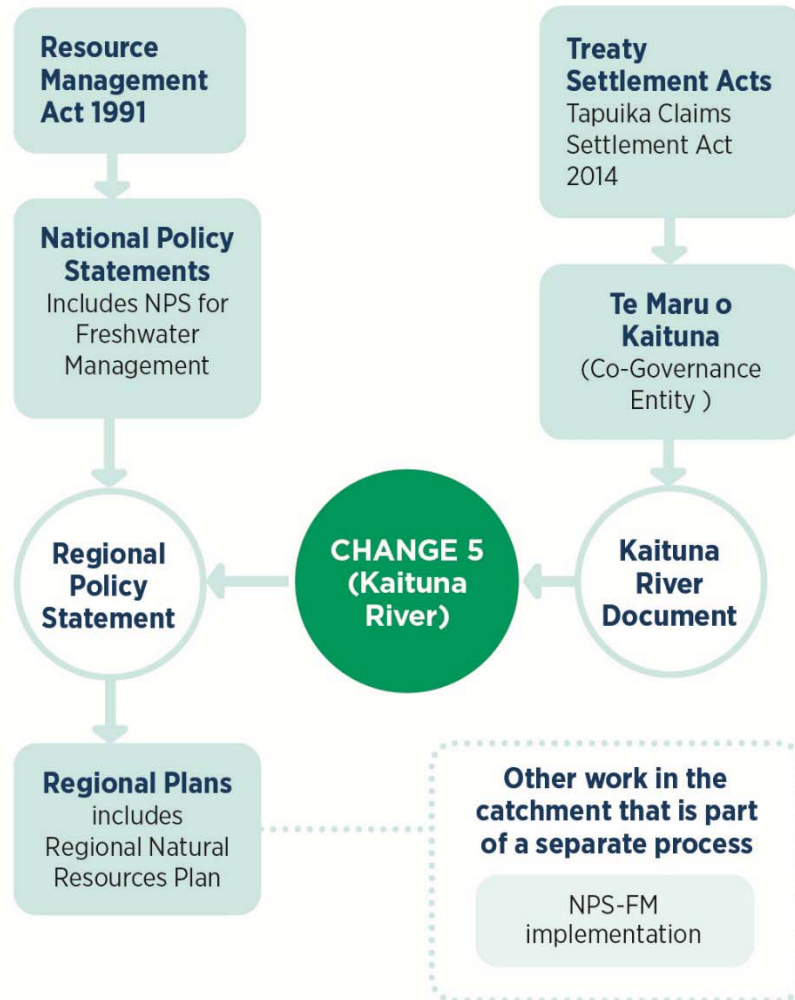 Resource
Management
Act 1991
National Policy
Statements
Includes NPS for
Freshwater
Management
Regional
Policy
Statement
Regional Plans
includes
Regional Natural
Resources Plan
Treaty
Settlement Acts
Tapuika Claims
Settlement Act
2014
Te Maru o
Kaituna
(Co-Governance
Entity )
Kaituna
River
Document
CHANGE 5
(Kaituna
River)
Other work in the
catchment that is part
of a separate process
NPS-FM
implementation